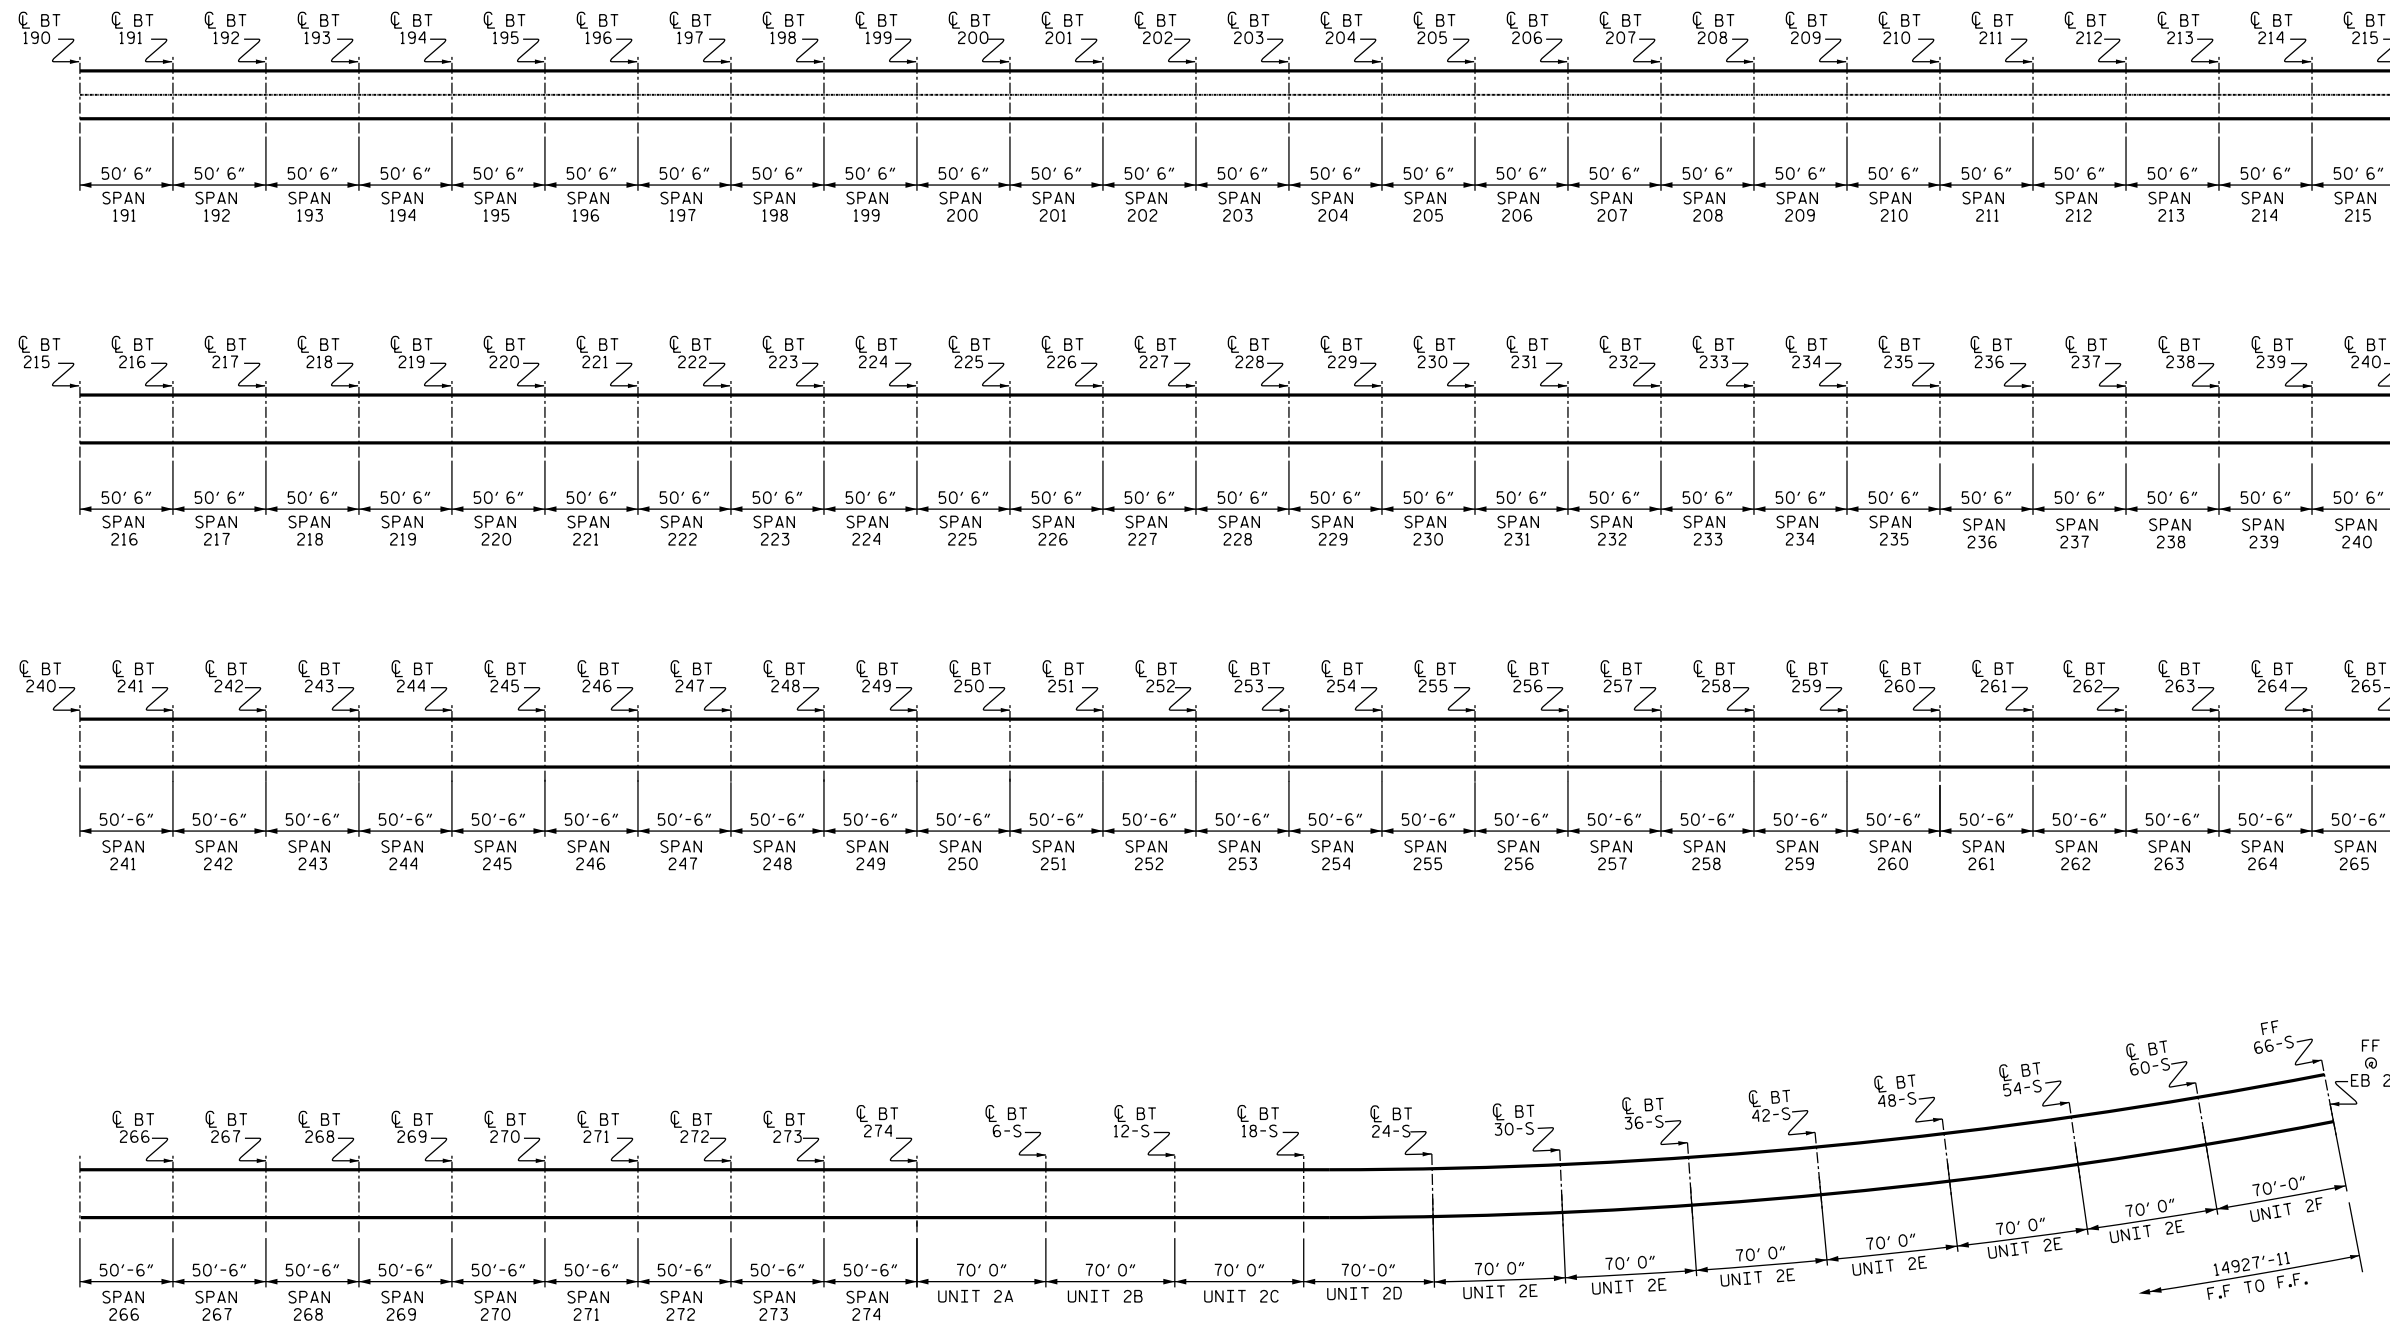 ℄ BT ℄ BT ℄ BT ℄ BT ℄ BT ℄ BT ℄ BT ℄ BT ℄ BT ℄ BT ℄ BT ℄ BT ℄ BT ℄ BT ℄ BT ℄ BT ℄ BT ℄ BT ℄ BT ℄ BT ℄ BT ℄ BT ℄ BT ℄ BT ℄ BT ℄ BT
190 191 192 193 194 195 196 197 198 199 200 201 202 203 204 205 206 207 208 209 210 211 212 213 214 215
50' 6" 50' 6" 50' 6" 50' 6" 50' 6" 50' 6" 50' 6" 50' 6" 50' 6" 50' 6" 50' 6" 50' 6" 50' 6" 50' 6" 50' 6" 50' 6" 50' 6" 50' 6" 50' 6" 50' 6" 50' 6" 50' 6" 50' 6" 50' 6" 50' 6"
SPAN SPAN SPAN SPAN SPAN SPAN SPAN SPAN SPAN SPAN SPAN SPAN SPAN SPAN SPAN SPAN SPAN SPAN SPAN SPAN SPAN SPAN SPAN SPAN SPAN
191 192 193 194 195 196 197 198 199 200 201 202 203 204 205 206 207 208 209 210 211 212 213 214 215
℄ BT ℄ BT ℄ BT ℄ BT ℄ BT ℄ BT ℄ BT ℄ BT ℄ BT ℄ BT ℄ BT ℄ BT ℄ BT ℄ BT ℄ BT ℄ BT ℄ BT ℄ BT ℄ BT ℄ BT ℄ BT ℄ BT ℄ BT ℄ BT ℄ BT ℄ BT
215 216 217 218 219 220 221 222 223 224 225 226 227 228 229 230 231 232 233 234 235 236 237 238 239 240
50' 6" 50' 6" 50' 6" 50' 6" 50' 6" 50' 6" 50' 6" 50' 6" 50' 6" 50' 6" 50' 6" 50' 6" 50' 6" 50' 6" 50' 6" 50' 6" 50' 6" 50' 6" 50' 6" 50' 6" 50' 6" 50' 6" 50' 6" 50' 6" 50' 6"
SPAN SPAN SPAN SPAN SPAN SPAN SPAN SPAN SPAN SPAN SPAN SPAN SPAN SPAN SPAN SPAN SPAN SPAN SPAN SPAN SPAN SPAN SPAN SPAN SPAN
216 217 218 219 220 221 222 223 224 225 226 227 228 229 230 231 232 233 234 235 236 237 238 239 240
℄ BT ℄ BT ℄ BT ℄ BT ℄ BT ℄ BT ℄ BT ℄ BT ℄ BT ℄ BT ℄ BT ℄ BT ℄ BT ℄ BT ℄ BT ℄ BT ℄ BT ℄ BT ℄ BT ℄ BT ℄ BT ℄ BT ℄ BT ℄ BT ℄ BT ℄ BT
240 241 242 243 244 245 246 247 248 249 250 251 252 253 254 255 256 257 258 259 260 261 262 263 264 265
50'-6" 50'-6" 50'-6" 50'-6" 50'-6" 50'-6" 50'-6" 50'-6" 50'-6" 50'-6" 50'-6" 50'-6" 50'-6" 50'-6" 50'-6" 50'-6" 50'-6" 50'-6" 50'-6" 50'-6" 50'-6" 50'-6" 50'-6" 50'-6" 50'-6"
SPAN SPAN SPAN SPAN SPAN SPAN SPAN SPAN SPAN SPAN SPAN SPAN SPAN SPAN SPAN SPAN SPAN SPAN SPAN SPAN SPAN SPAN SPAN SPAN SPAN
241 242 243 244 245 246 247 248 249 250 251 252 253 254 255 256 257 258 259 260 261 262 263 264 265
℄ BT ℄ BT ℄ BT ℄ BT ℄ BT ℄ BT ℄ BT ℄ BT ℄ BT ℄ BT ℄ BT ℄ BT ℄ BT ℄ BT ℄ BT ℄ BT ℄ BT ℄ BT ℄ BT FF FF
266 267 268 269 270 271 272 273 274 6-S 12-S 18-S 24-S 30-S 36-S 42-S 48-S 54-S 60-S 66-S @
EB 2
50'-6" 50'-6" 50'-6" 50'-6" 50'-6" 50'-6" 50'-6" 50'-6" 50'-6" 70' 0" 70' 0" 70' 0" 70'-0" 70' 0" 70' 0" 70' 0" 70' 0" 70' 0" 70' 0" 70'-0"
SPAN SPAN SPAN SPAN SPAN SPAN SPAN SPAN SPAN UNIT 2A UNIT 2B UNIT 2C UNIT 2D UNIT 2E UNIT 2E UNIT 2E UNIT 2E UNIT 2E UNIT 2E UNIT 2F
266 267 268 269 270 271 272 273 274
14927'-11
F.F TO F.F.